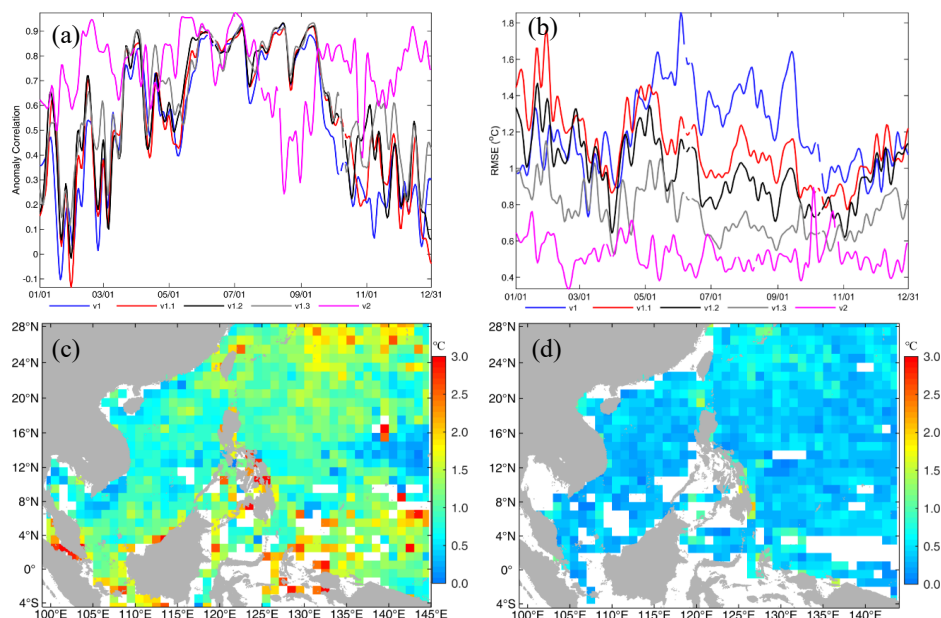 (a)
Anomaly Correlation
0.9
0.8
0.7
0.6
0.5
0.4
0.3
0.2
0.1
0
-0.1
01/01 03/01 05/01 07/01 09/01 11/01 12/31
v1 v1.1 v1.2 v1.3 v2
(b)
RMSE (°C)
1.8
1.6
1.4
1.2
1.0
0.8
0.6
0.4
01/01 03/01 05/01 07/01 09/01 11/01 12/31
v1 v1.1 v1.2 v1.3 v2
(c)
28°N
24°N
20°N
16°N
12°N
8°N
4°N
0°
4°S
100°E 105°E 110°E 115°E 120°E 125°E 130°E 135°E 140°E 145°E
°C
3.0
2.5
2.0
1.5
1.0
0.5
0.0
(d)
28°N
24°N
20°N
16°N
12°N
8°N
4°N
0°
4°S
100°E 105°E 110°E 115°E 120°E 125°E 130°E 135°E 140°E
°C
3.0
2.5
2.0
1.5
1.0
0.5
0.0